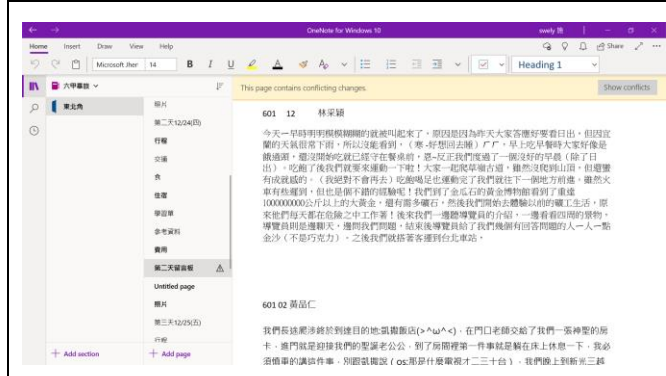 OneNote for Windows 10
Home Insert Draw View Help
Share
14 B I U A Heading 1
六甲草鞋
This page contains conflicting changes.
Show conflicts
東北角
照片
第二天12/24(四)
行程
交通
食
住宿
學習單
參考資料
費用
第二天留言板
Untitled page
照片
第三天12/25(五)
行程
Add section
Add page
601 12 林采穎
今天一早時明明模模糊糊的就被叫起來了，原因是因為昨天大家答應好要看日出，但因宜
蘭的天氣很常下雨，所以沒能看到，（ㄏ，好想回去睡）ㄏㄏ，早上吃早餐時大家好像是
餓過頭，還沒開始吃就已經守在餐桌前，恩~反正我們度過了一個沒好的早晨（除了日
出）。吃飽了後我們就要來運動一下啦！大家一起爬草嶺古道，雖然沒爬到山頂，但還蠻
有成就感的。（我絕對不會再去）吃飽喝足也運動完了我們就往下一個地方前進，雖然火
車有些遲到，但也是個不錯的經驗呢！我們到了金瓜石的黃金博物館看到了重達
1000000000公斤以上的大黃金，還有需多礦石，然後我們開始去體驗以前的礦工生活，原
來他們每天都在危險之中工作著！後來我們一邊聽導覽員的介紹，一邊看看四周的景物，
導覽員則是邊聊天，邊問我們問題，結束後導覽員給了我們幾個有回答問題的人一人一點
金沙（不是巧克力）。之後我們就搭著客運到台北車站。
601 02 黃品仁
我們長途爬涉終於到達目的地:凱撒飯店(>^ω^<)，在門口老師交給了我們一張神聖的房
卡，進門就是迎接我們的聖誕老公公，到了房間裡第一件事就是躺在床上休息一下，我必
須慎重的講這件事，別跟凱撒說（os:那是什麼電視才二三十台），我們晚上到新光三越